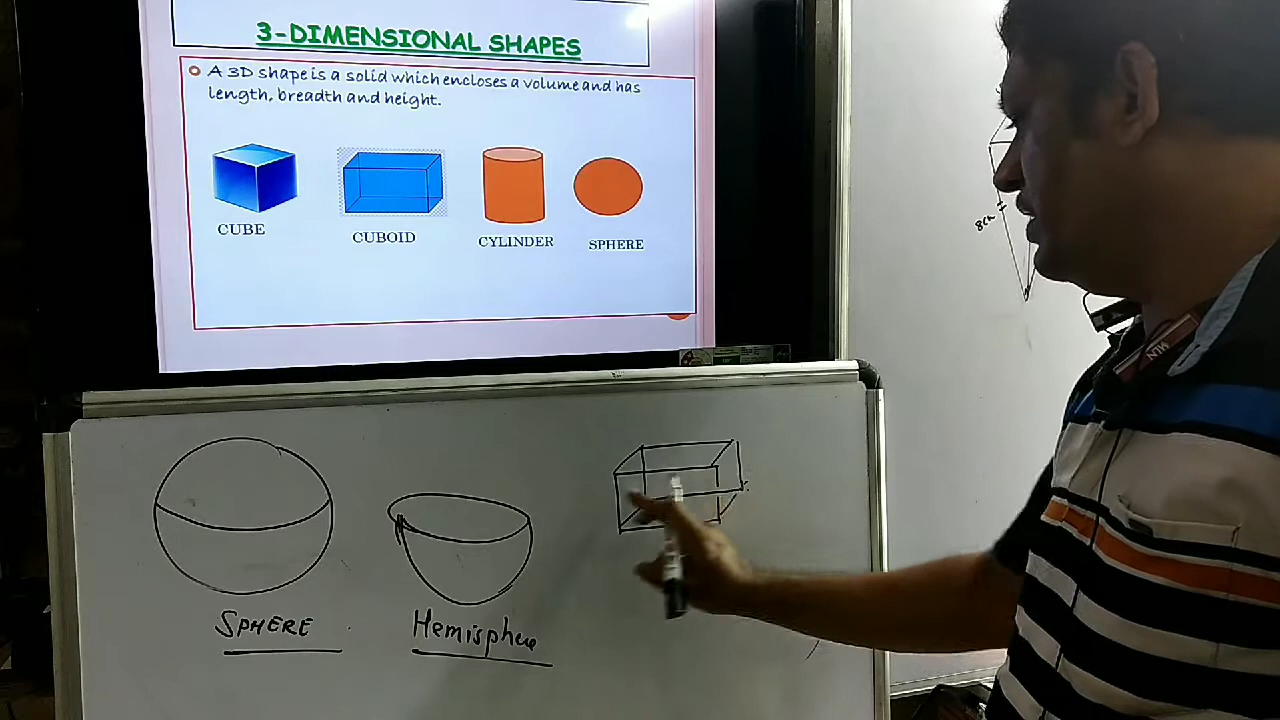 3-DIMENSIONAL SHAPES
A 3D shape is a solid which encloses a volume and has
length, breadth and height.
CUBE
CUBOID
CYLINDER
SPHERE
8cm
SPHERE
Hemisphere